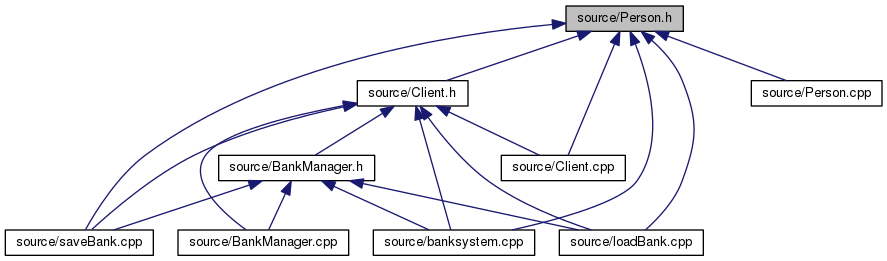 source/Person.h
source/Client.h
source/Person.cpp
source/BankManager.h
source/Client.cpp
source/saveBank.cpp
source/BankManager.cpp
source/banksystem.cpp
source/loadBank.cpp